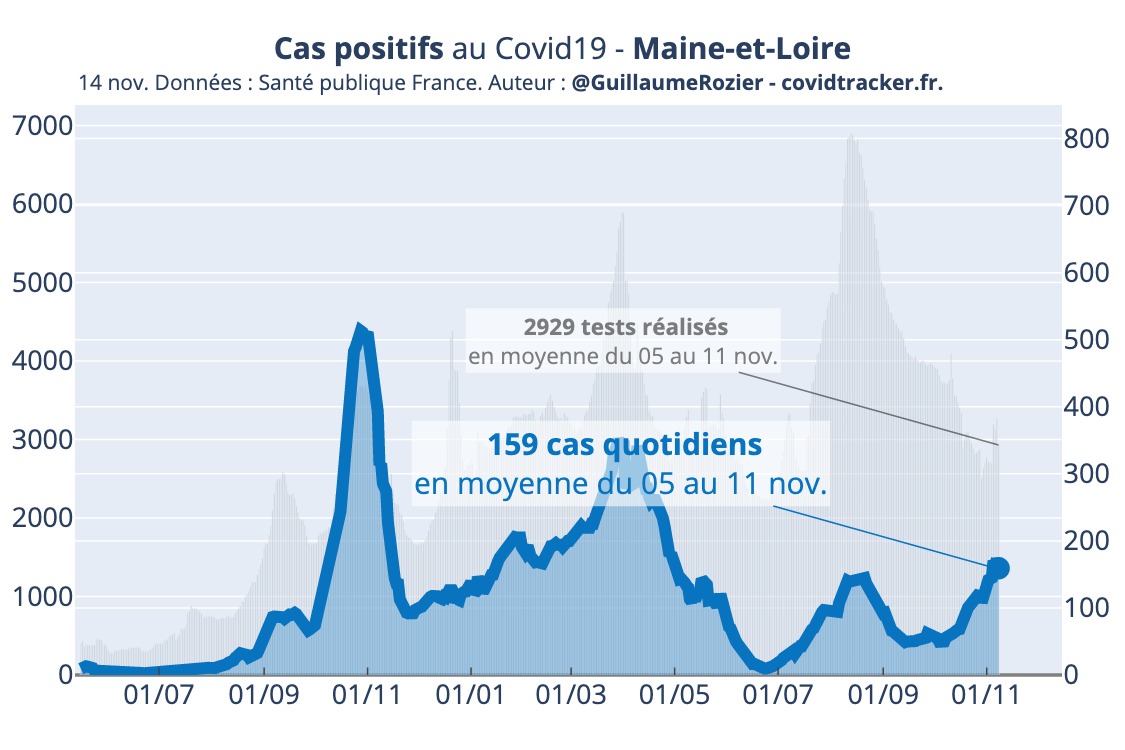 Cas positifs au Covid19 - Maine-et-Loire
14 nov. Données : Santé publique France. Auteur : @GuillaumeRozier - covidtracker.fr.
7000
6000
5000
4000
3000
2000
1000
0
800
700
600
500
400
300
200
100
0
2929 tests réalisés
en moyenne du 05 au 11 nov.
159 cas quotidiens
en moyenne du 05 au 11 nov.
01/07 01/09 01/11 01/01 01/03 01/05 01/07 01/09 01/11